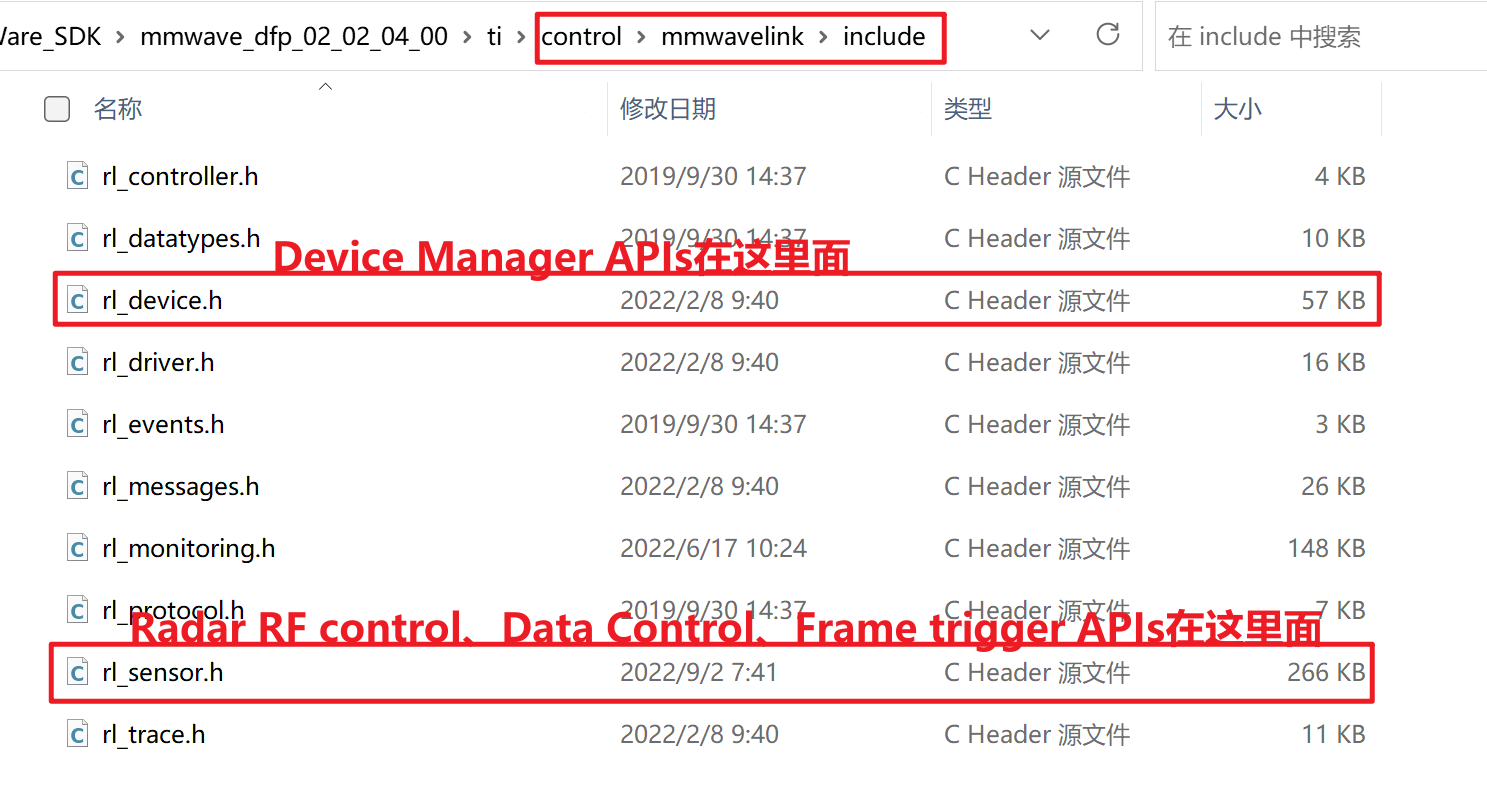 Vare_SDK > mmwave_dfp_02_02_04_00 > ti > control > mmwavelink > include 在 include 中搜索
名称 修改日期 类型 大小
rl_controller.h 2019/9/30 14:37 C Header 源文件 4 KB
rl_datatypes.h 2019/9/30 14:37 C Header 源文件 10 KB
Device Manager APIs在这里面
rl_device.h 2022/2/8 9:40 C Header 源文件 57 KB
rl_driver.h 2022/2/8 9:40 C Header 源文件 16 KB
rl_events.h 2019/9/30 14:37 C Header 源文件 3 KB
rl_messages.h 2022/2/8 9:40 C Header 源文件 26 KB
rl_monitoring.h 2022/6/17 10:24 C Header 源文件 148 KB
rl_protocol.h 2019/9/30 14:37 C Header 源文件 7 KB
Radar RF control、Data Control、Frame trigger APIs在这里面
rl_sensor.h 2022/9/2 7:41 C Header 源文件 266 KB
rl_trace.h 2022/2/8 9:40 C Header 源文件 11 KB